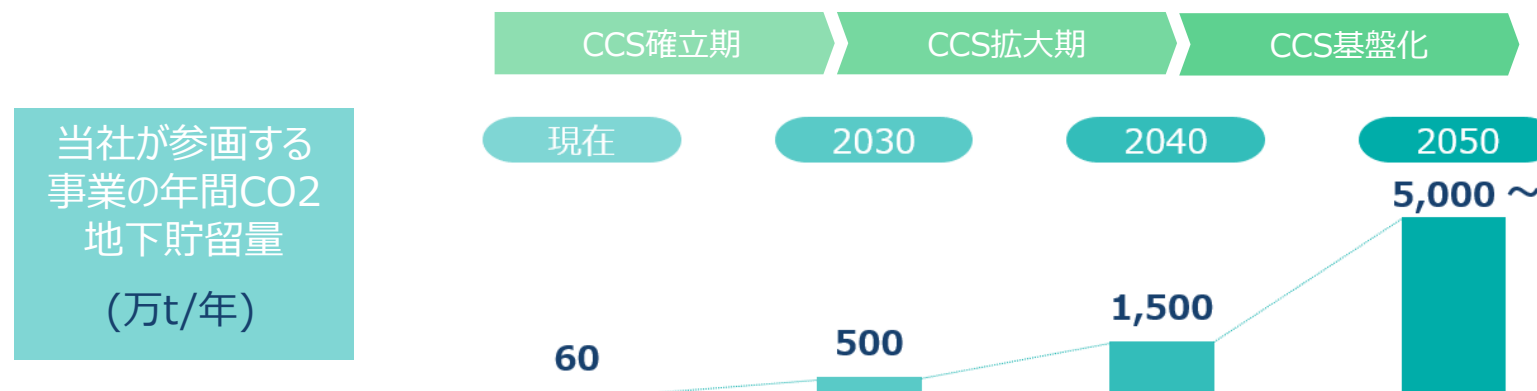 CCS確立期
CCS拡大期
CCS基盤化
当社が参画する
事業の年間CO2
地下貯留量
(万t/年)
現在
2030
2040
2050
60
500
1,500
5,000 ～